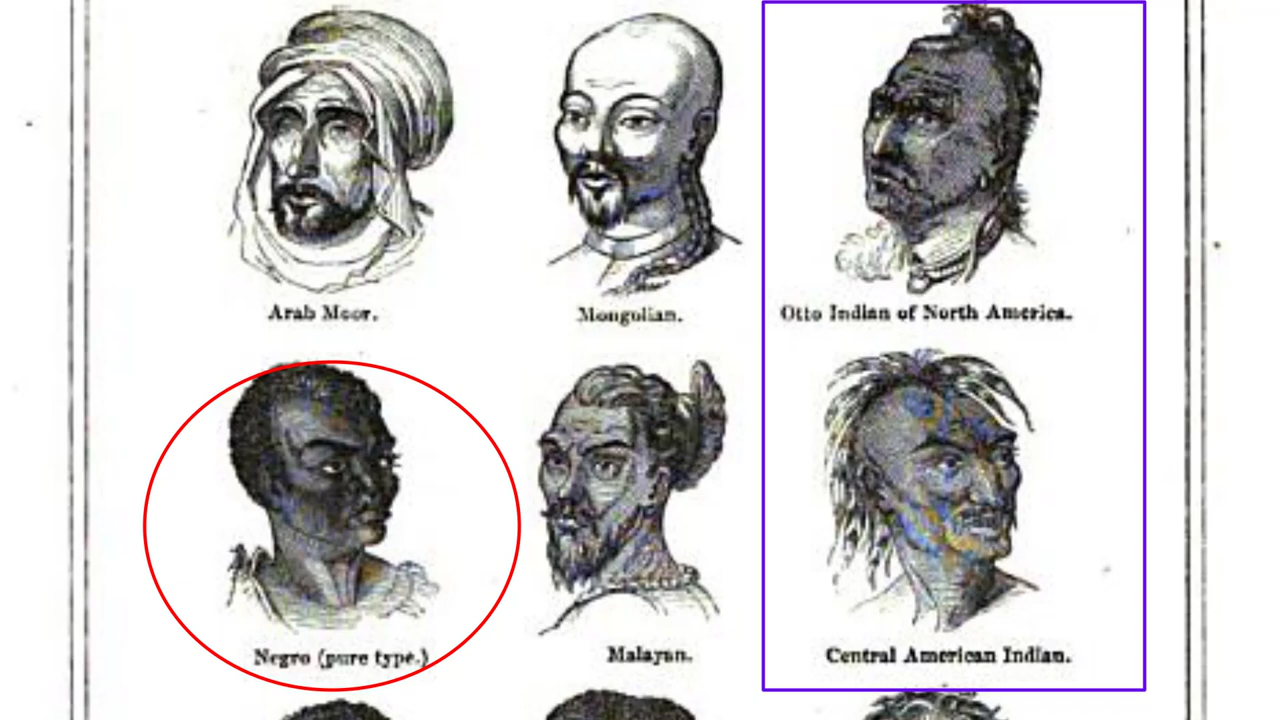 Arab Moor.
Mongolian.
Otto Indian of North America.
Negro (pure type.)
Malayan.
Central American Indian.